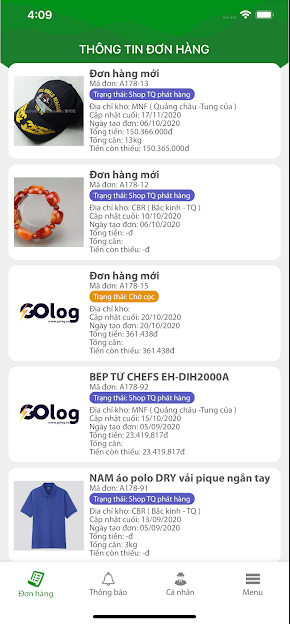 4:09
THÔNG TIN ĐƠN HÀNG
Đơn hàng mới
Mã đơn: A178-13
Trạng thái: Shop TQ phát hàng
Địa chỉ kho: MNF ( Quảng châu -Tung của )
Cập nhật cuối: 17/11/2020
Ngày tạo đơn: 06/10/2020
Tổng tiền: 150.366.000đ
Tổng cân: 13kg
Tiền còn thiếu: 150.365.000đ
Đơn hàng mới
Mã đơn: A178-12
Trạng thái: Shop TQ phát hàng
Địa chỉ kho: CBR ( Bắc kinh - TQ )
Cập nhật cuối: 10/10/2020
Ngày tạo đơn: 06/10/2020
Tổng tiền: -đ
Tổng cân:
Tiền còn thiếu: -đ
GOlog
Đơn hàng mới
Mã đơn: A178-15
Trạng thái: Chờ cọc
Địa chỉ kho:
Cập nhật cuối: 20/10/2020
Ngày tạo đơn: 20/10/2020
Tổng tiền: 361.438đ
Tổng cân:
Tiền còn thiếu: 361.438đ
GOlog
BẾP TỪ CHEFS EH-DIH2000A
Mã đơn: A178-92
Trạng thái: Shop TQ phát hàng
Địa chỉ kho: MNF ( Quảng châu -Tung của )
Cập nhật cuối: 15/10/2020
Ngày tạo đơn: 05/09/2020
Tổng tiền: 23.419.817đ
Tổng cân:
Tiền còn thiếu: 23.419.817đ
NAM áo polo DRY vải pique ngắn tay
Mã đơn: A178-91
Trạng thái: Shop TQ phát hàng
Địa chỉ kho: CBR ( Bắc kinh - TQ )
Cập nhật cuối: 13/09/2020
Ngày tạo đơn: 05/09/2020
Tổng tiền: -đ
Tổng cân: 3kg
Tiền còn thiếu: -đ
Đơn hàng
Thông báo
Cá nhân
Menu